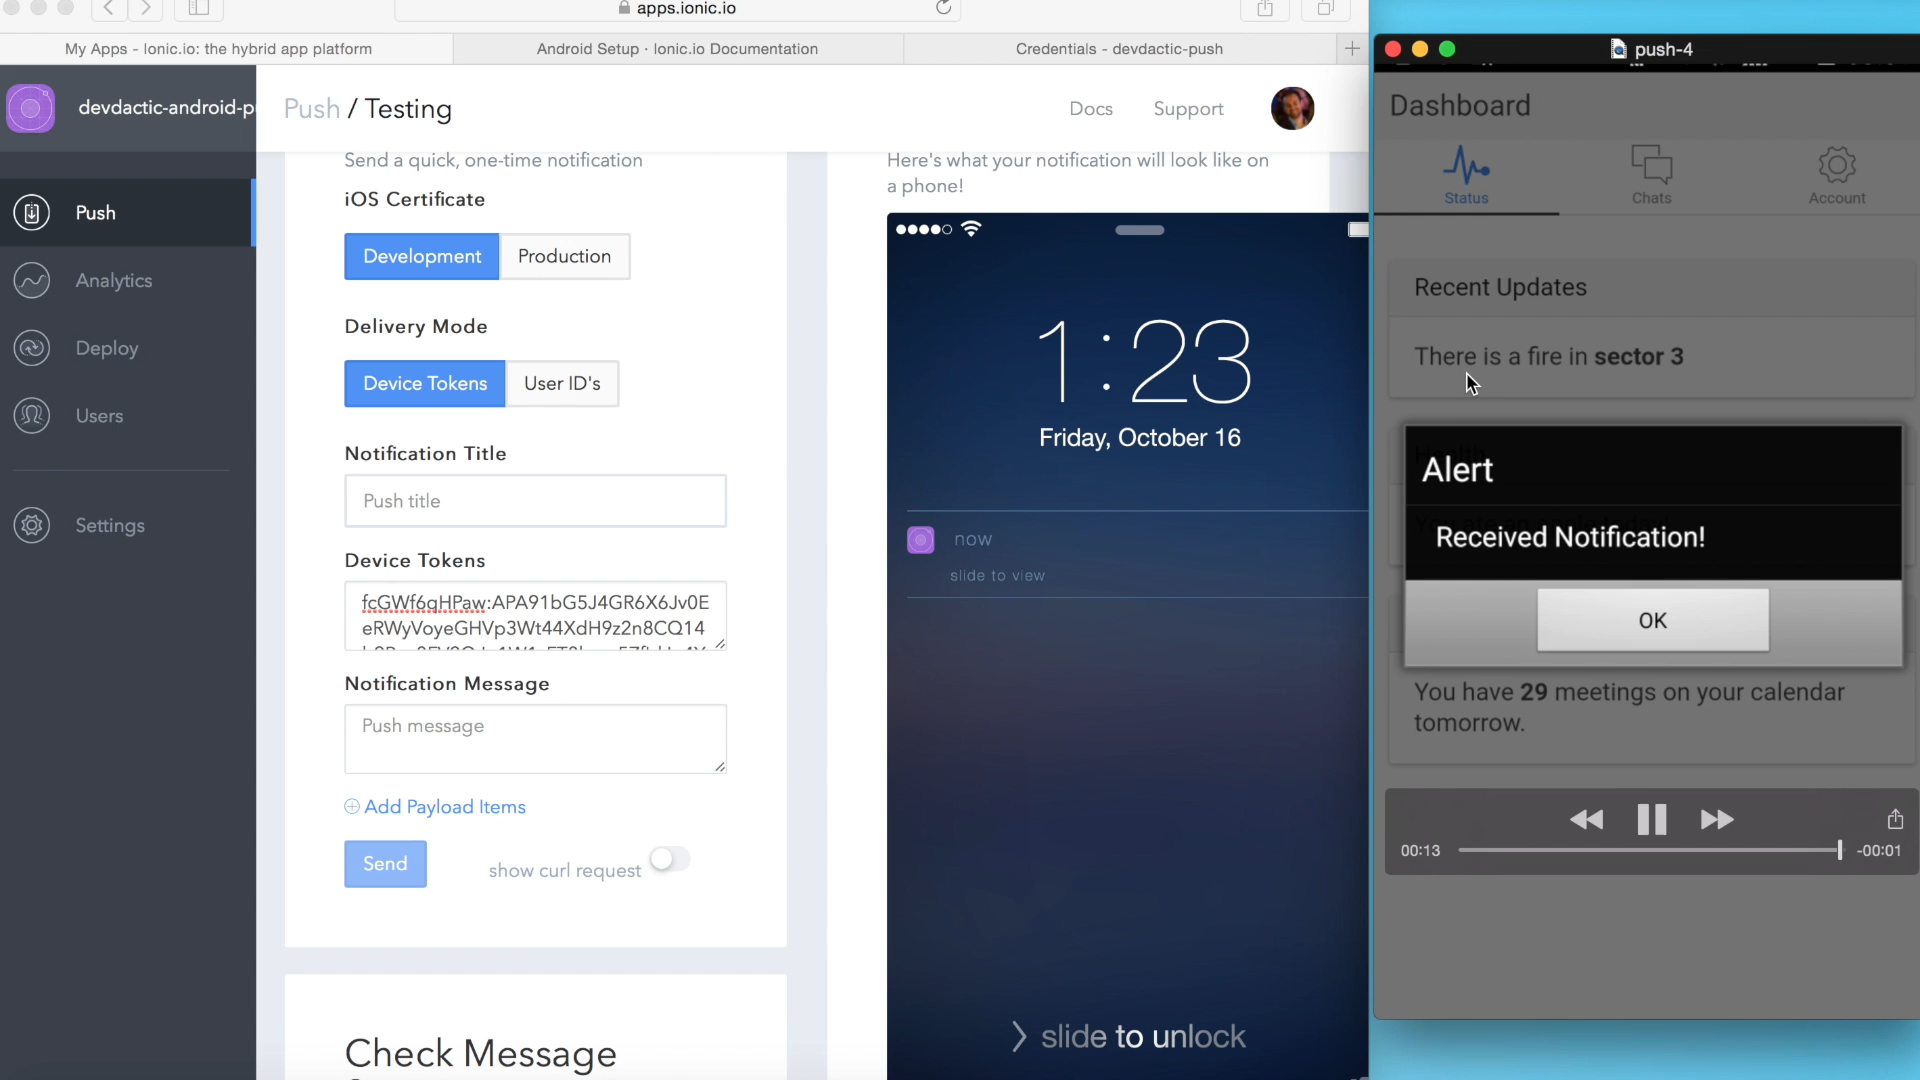 apps.ionic.io
My Apps - Ionic.io: the hybrid app platform
Android Setup · Ionic.io Documentation
Credentials - devdactic-push
devdactic-android-p
Push / Testing
Docs
Support
Push
Analytics
Deploy
Users
Settings
Send a quick, one-time notification
iOS Certificate
Development
Production
Delivery Mode
Device Tokens
User ID's
Notification Title
Push title
Device Tokens
fcGWf6qHPaw:APA91bG5J4GR6X6Jv0E
eRWyVoyeGHVp3Wt44XdH9z2n8CQ14
Notification Message
Push message
Add Payload Items
Send
show curl request
Check Message
Here's what your notification will look like on
a phone!
1:23
Friday, October 16
now
slide to view
slide to unlock
push-4
Dashboard
Status
Chats
Account
Recent Updates
There is a fire in sector 3
Health
Alert
Received Notification!
OK
You have 29 meetings on your calendar
tomorrow.
00:13
-00:01